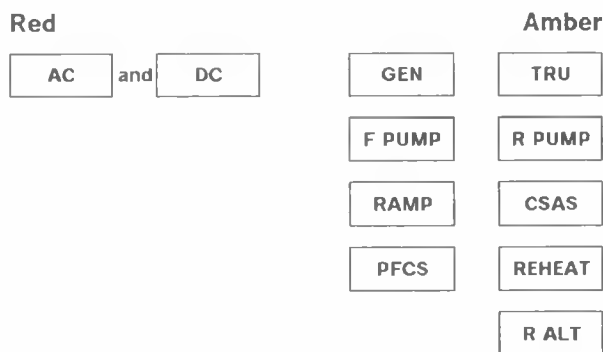 Red Amber
AC and DC GEN TRU
F PUMP R PUMP
RAMP CSAS
PFCS REHEAT
R ALT